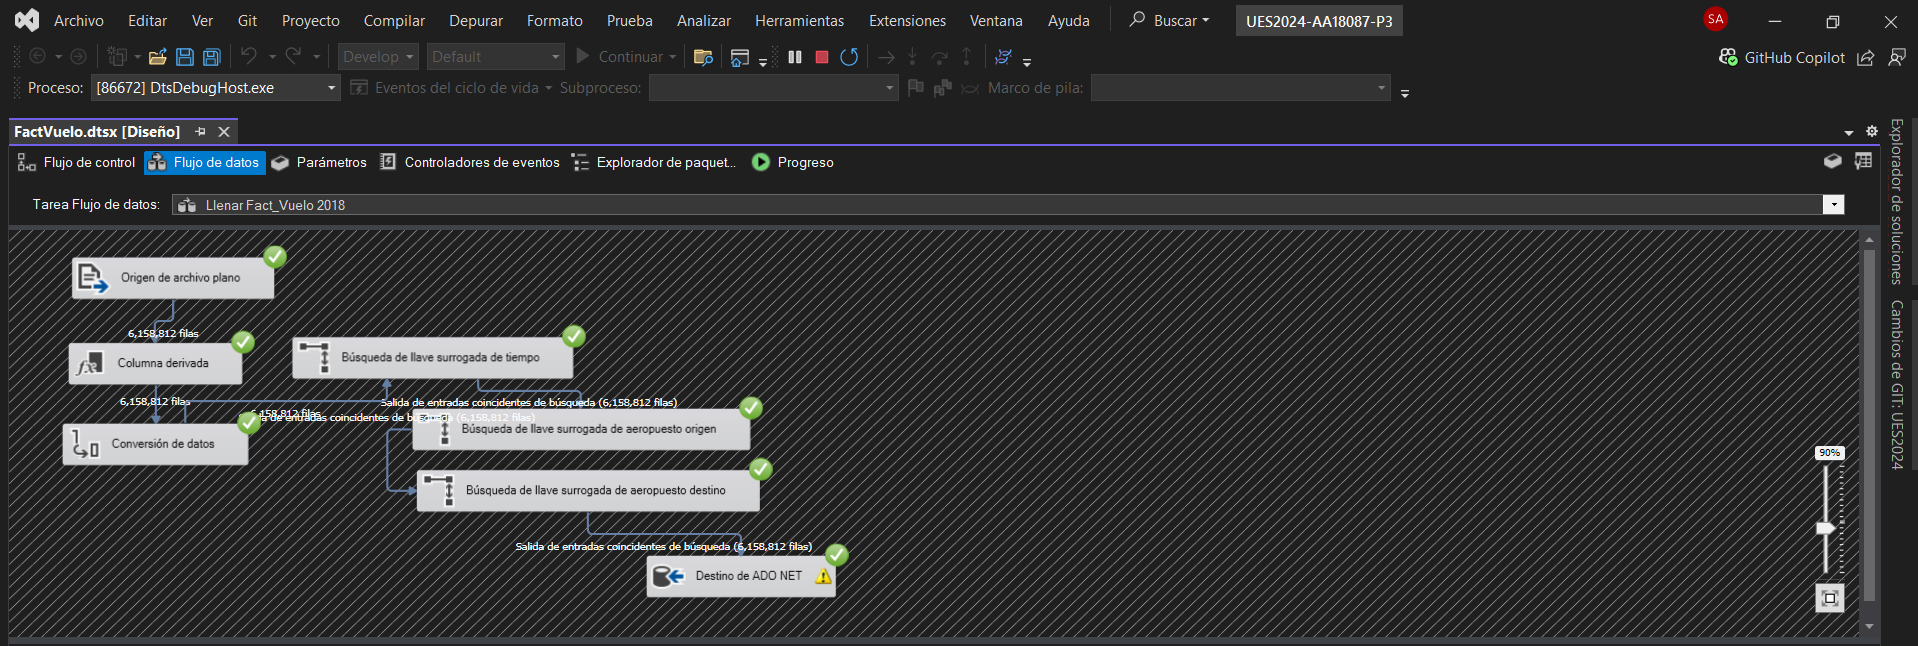 Archivo Editar Ver Git Proyecto Compilar Depurar Formato Prueba Analizar Herramientas Extensiones Ventana Ayuda Buscar UES2024-AA18087-P3 SA
Develop Default Continuar GitHub Copilot
Proceso: [86672] DtsDebugHost.exe Eventos del ciclo de vida Subproceso: Marco de pila:
FactVuelo.dtsx [Diseño]
Flujo de control Flujo de datos Parámetros Controladores de eventos Explorador de paquet... Progreso
Tarea Flujo de datos: Llenar Fact_Vuelo 2018
Origen de archivo plano
6,158,812 filas
Columna derivada
Búsqueda de llave surrogada de tiempo
6,158,812 filas
Salida de entradas coincidentes de búsqueda (6,158,812 filas)
6,158,812 filas
da de entradas coincidentes de búsqueda (6,158,812 filas)
Búsqueda de llave surrogada de aeropuesto origen
Conversión de datos
Búsqueda de llave surrogada de aeropuesto destino
Salida de entradas coincidentes de búsqueda (6,158,812 filas)
Destino de ADO NET
90%
Explorador de soluciones
Cambios de GIT: UES2024